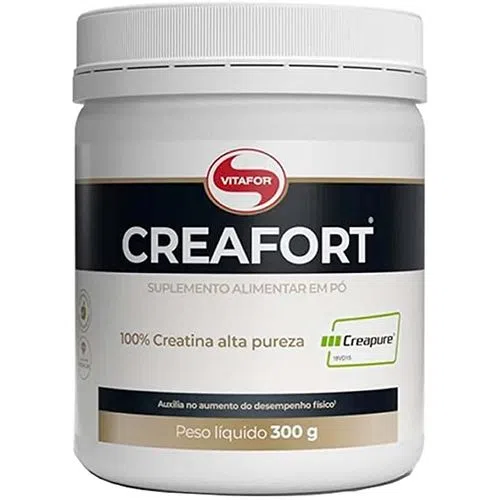 VITAFOR
CREAFORT®
SUPLEMENTO ALIMENTAR EM PÓ
100% Creatina alta pureza
Creapure®
Auxilia no aumento do desempenho físico¹
Peso líquido 300 g